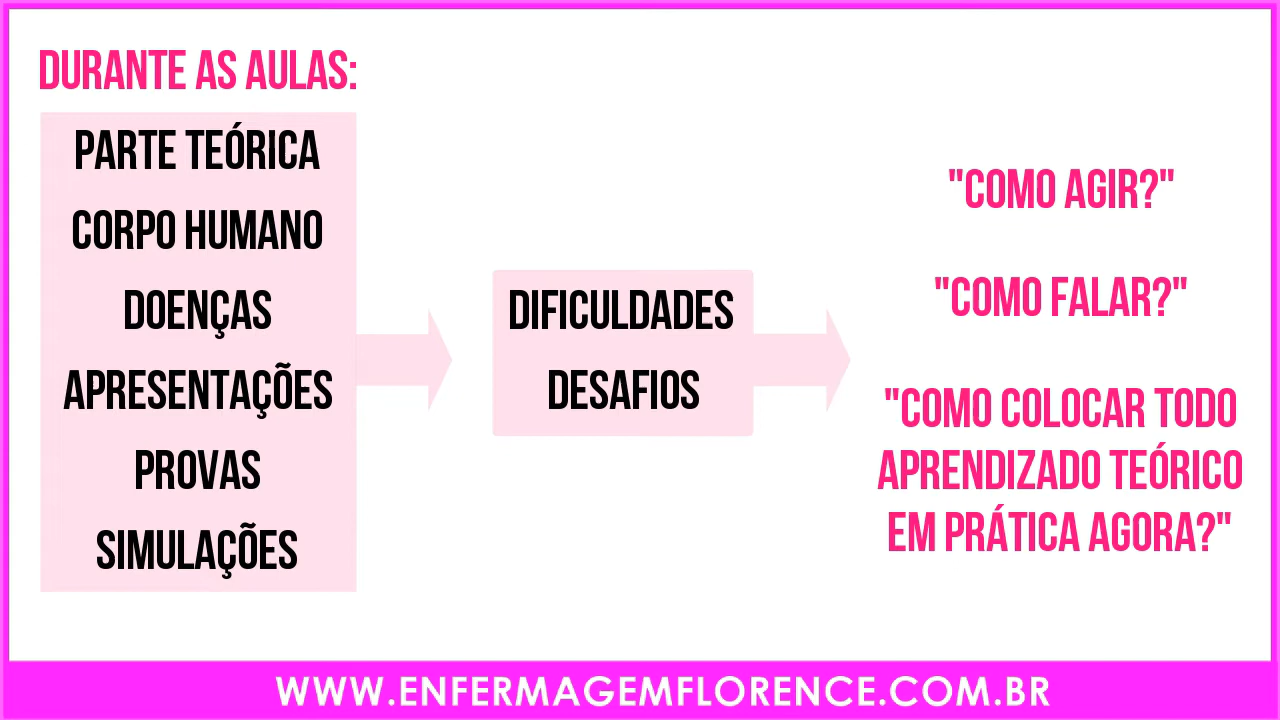 DURANTE AS AULAS:
PARTE TEÓRICA
CORPO HUMANO
DOENÇAS
APRESENTAÇÕES
PROVAS
SIMULAÇÕES
DIFICULDADES
DESAFIOS
"COMO AGIR?"
"COMO FALAR?"
"COMO COLOCAR TODO
APRENDIZADO TEÓRICO
EM PRÁTICA AGORA?"
WWW.ENFERMAGEMFLORENCE.COM.BR